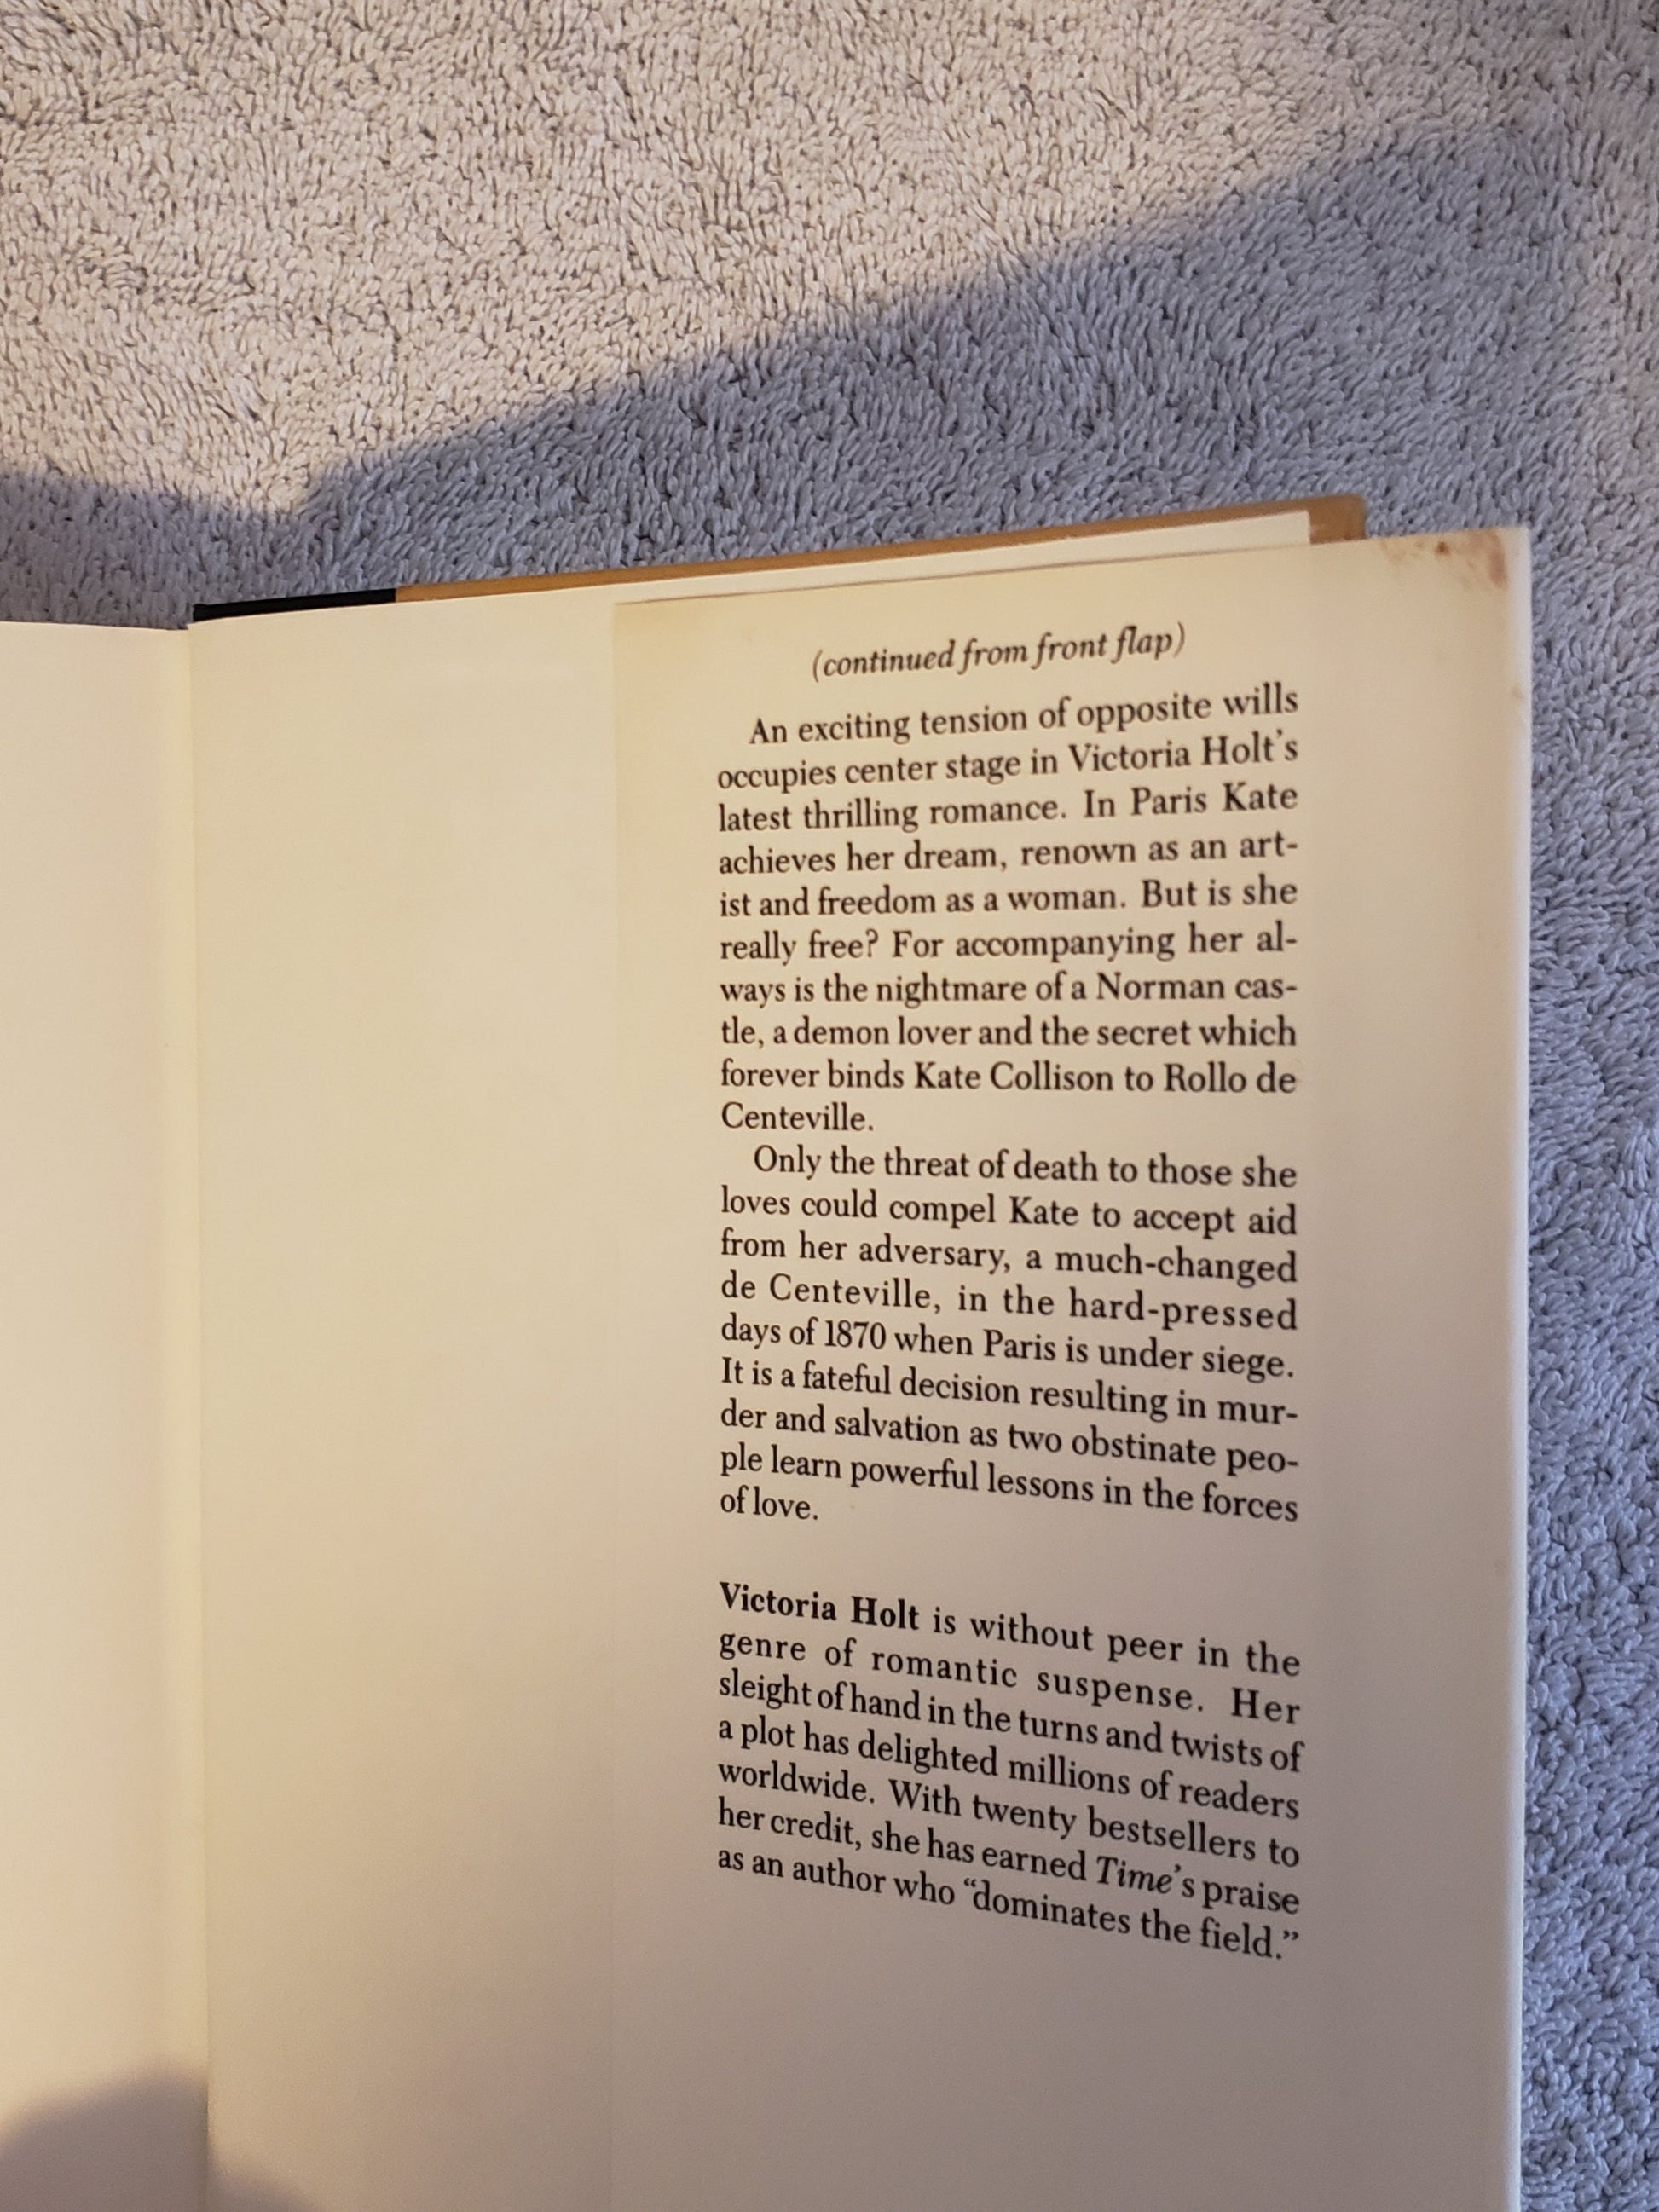 (continued from front flap)
An exciting tension of opposite wills
occupies center stage in Victoria Holt's
latest thrilling romance. In Paris Kate
achieves her dream, renown as an art-
ist and freedom as a woman. But is she
really free? For accompanying her al-
ways is the nightmare of a Norman cas-
tle, a demon lover and the secret which
forever binds Kate Collison to Rollo de
Centeville.
Only the threat of death to those she
loves could compel Kate to accept aid
from her adversary, a much-changed
de Centeville, in the hard-pressed
days of 1870 when Paris is under siege.
It is a fateful decision resulting in mur-
der and salvation as two obstinate peo-
ple learn powerful lessons in the forces
of love.
Victoria Holt is without peer in the
genre of romantic suspense. Her
sleight of hand in the turns and twists of
a plot has delighted millions of readers
worldwide. With twenty bestsellers to
her credit, she has earned Time's praise
as an author who “dominates the field.”